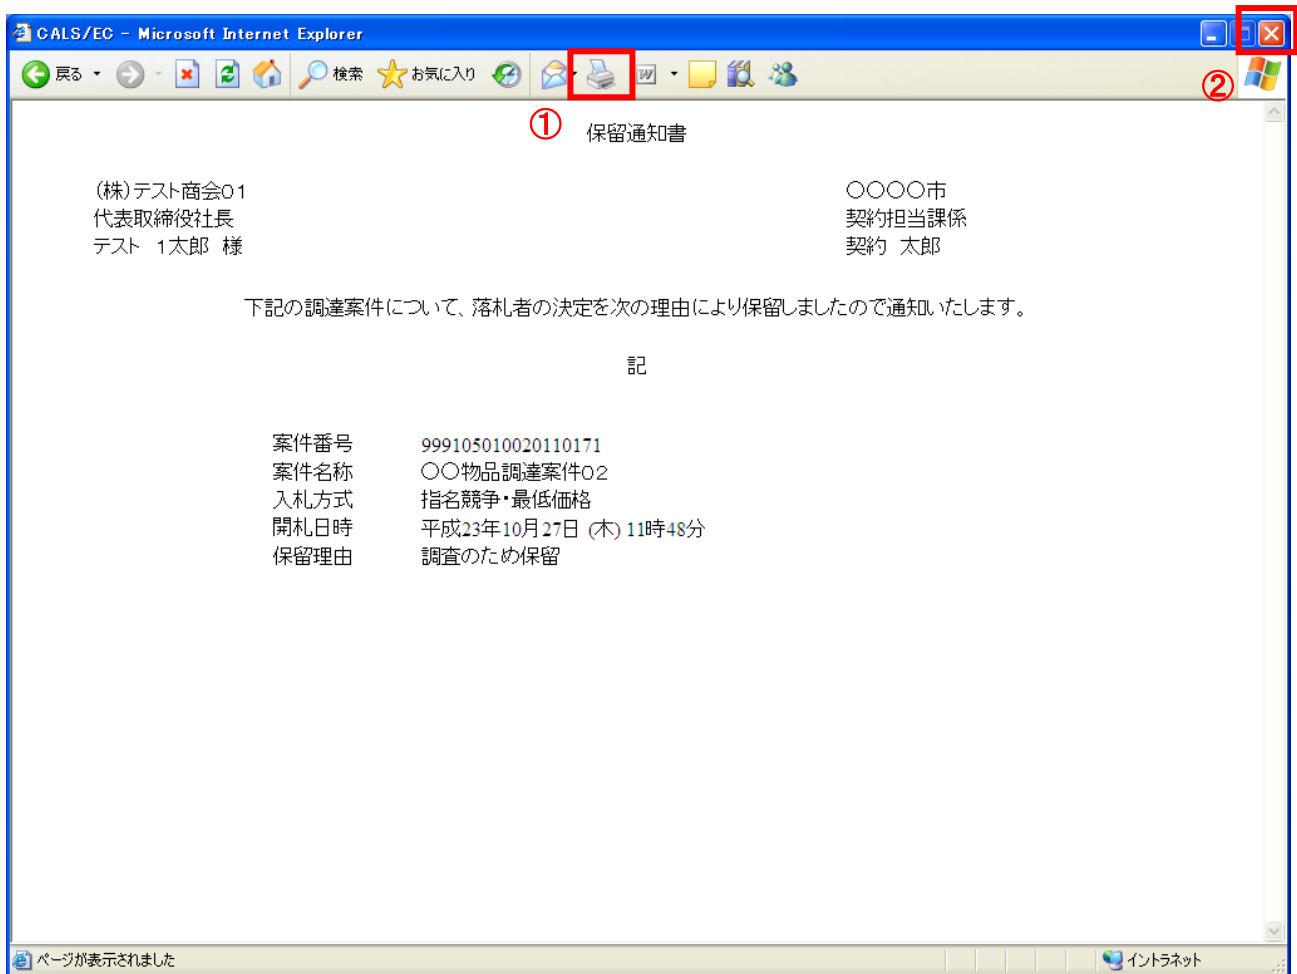 CALS/EC - Microsoft Internet Explorer
戻る 検索 お気に入り
①
②
保留通知書
(株)テスト商会01 〇〇〇〇市
代表取締役社長 契約担当課係
テスト 1太郎 様 契約 太郎
下記の調達案件について、落札者の決定を次の理由により保留しましたので通知いたします。
記
案件番号 999105010020110171
案件名称 〇〇物品調達案件02
入札方式 指名競争・最低価格
開札日時 平成23年10月27日 (木) 11時48分
保留理由 調査のため保留
ページが表示されました イントラネット